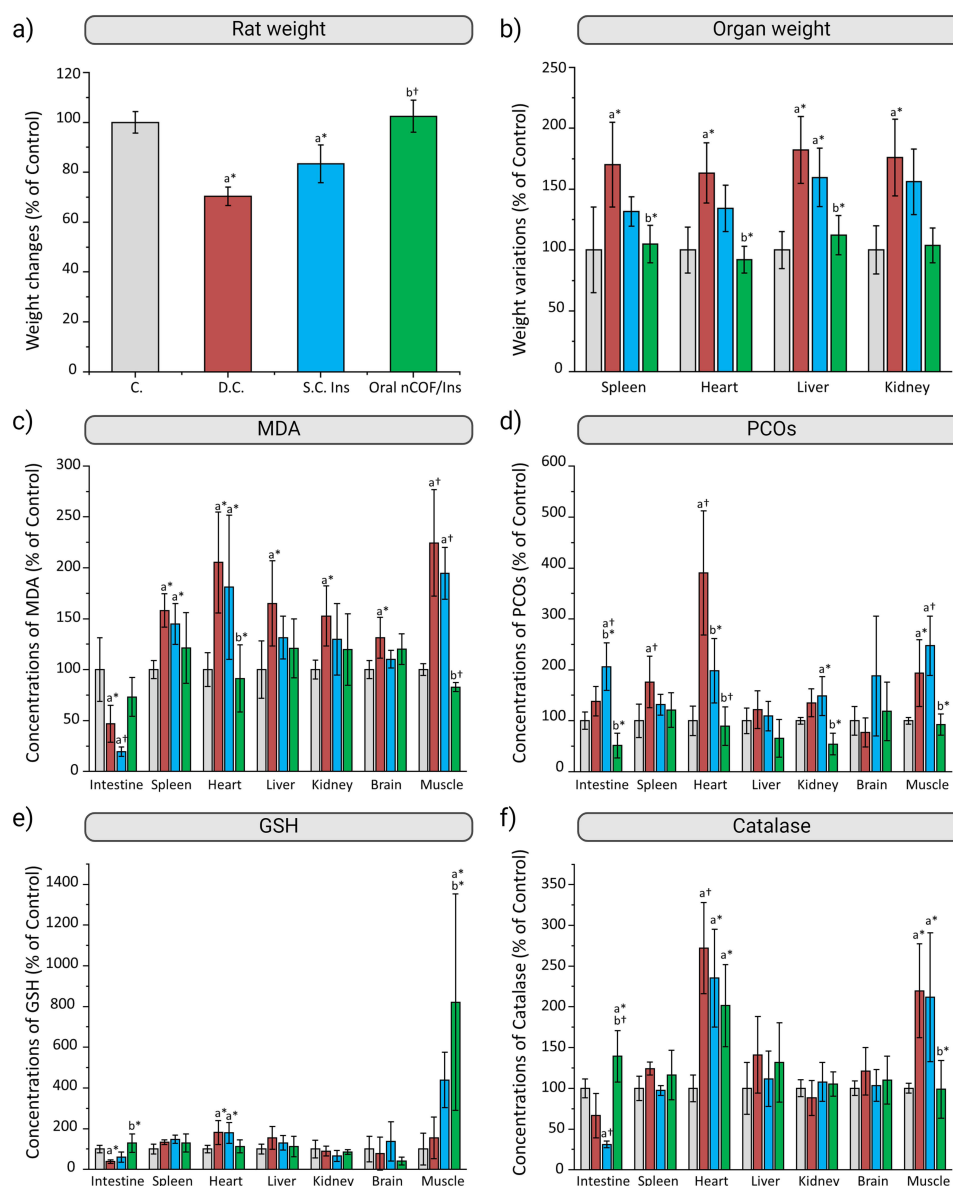 a)
Rat weight
Weight changes (% of Control)
120
100
80
60
40
20
0
a*
a*
b†
C.
D.C.
S.C. Ins
Oral nCOF/Ins
b)
Organ weight
Weight variations (% of Control)
250
200
150
100
50
0
a*
b*
a*
b*
a*
a*
b*
a*
Spleen
Heart
Liver
Kidney
c)
MDA
Concentrations of MDA (% of Control)
300
250
200
150
100
50
0
a*
a†
a*
a*
a*
a*
b*
a*
a*
a*
a†
a†
b†
Intestine
Spleen
Heart
Liver
Kidney
Brain
Muscle
d)
PCOs
Concentrations of PCOs (% of Control)
600
500
400
300
200
100
0
a†
b*
b*
a†
a†
b*
b†
a*
b*
a*
a†
b*
Intestine
Spleen
Heart
Liver
Kidney
Brain
Muscle
e)
GSH
Concentrations of GSH (% of Control)
1400
1200
1000
800
600
400
200
0
a*
b*
a*
a*
a*
b*
Intestine
Spleen
Heart
Liver
Kidney
Brain
Muscle
f)
Catalase
Concentrations of Catalase (% of Control)
350
300
250
200
150
100
50
0
a†
a*
b†
a†
a*
a*
a*
a*
b*
Intestine
Spleen
Heart
Liver
Kidney
Brain
Muscle